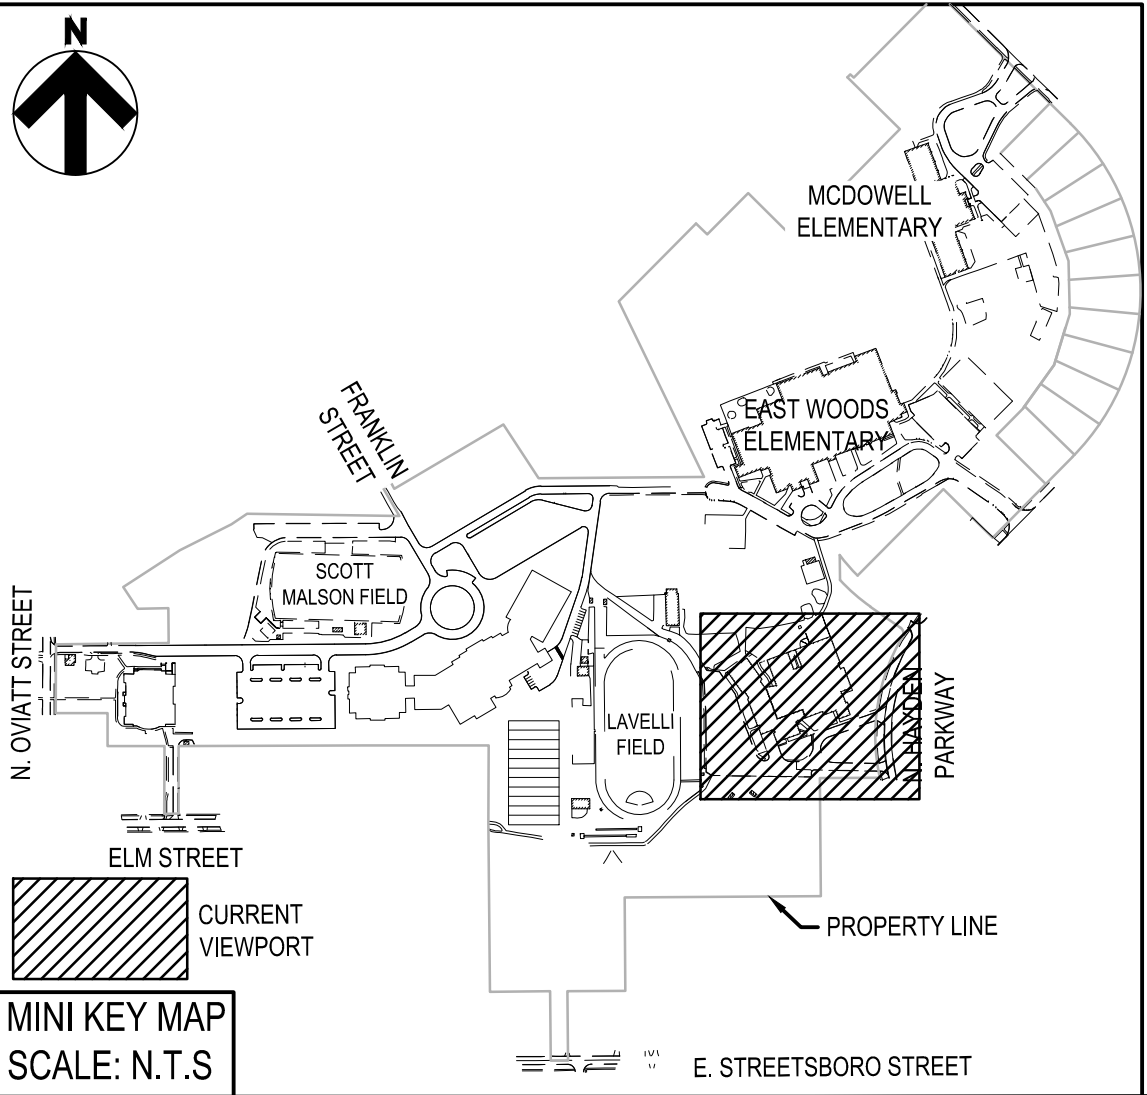 N
MCDOWELL
ELEMENTARY
FRANKLIN
STREET
EAST WOODS
ELEMENTARY
SCOTT
MALSON FIELD
N. OVIATT STREET
LAVELLI
FIELD
N. HAYDEN
PARKWAY
ELM STREET
CURRENT
VIEWPORT
PROPERTY LINE
MINI KEY MAP
SCALE: N.T.S
E. STREETSBORO STREET